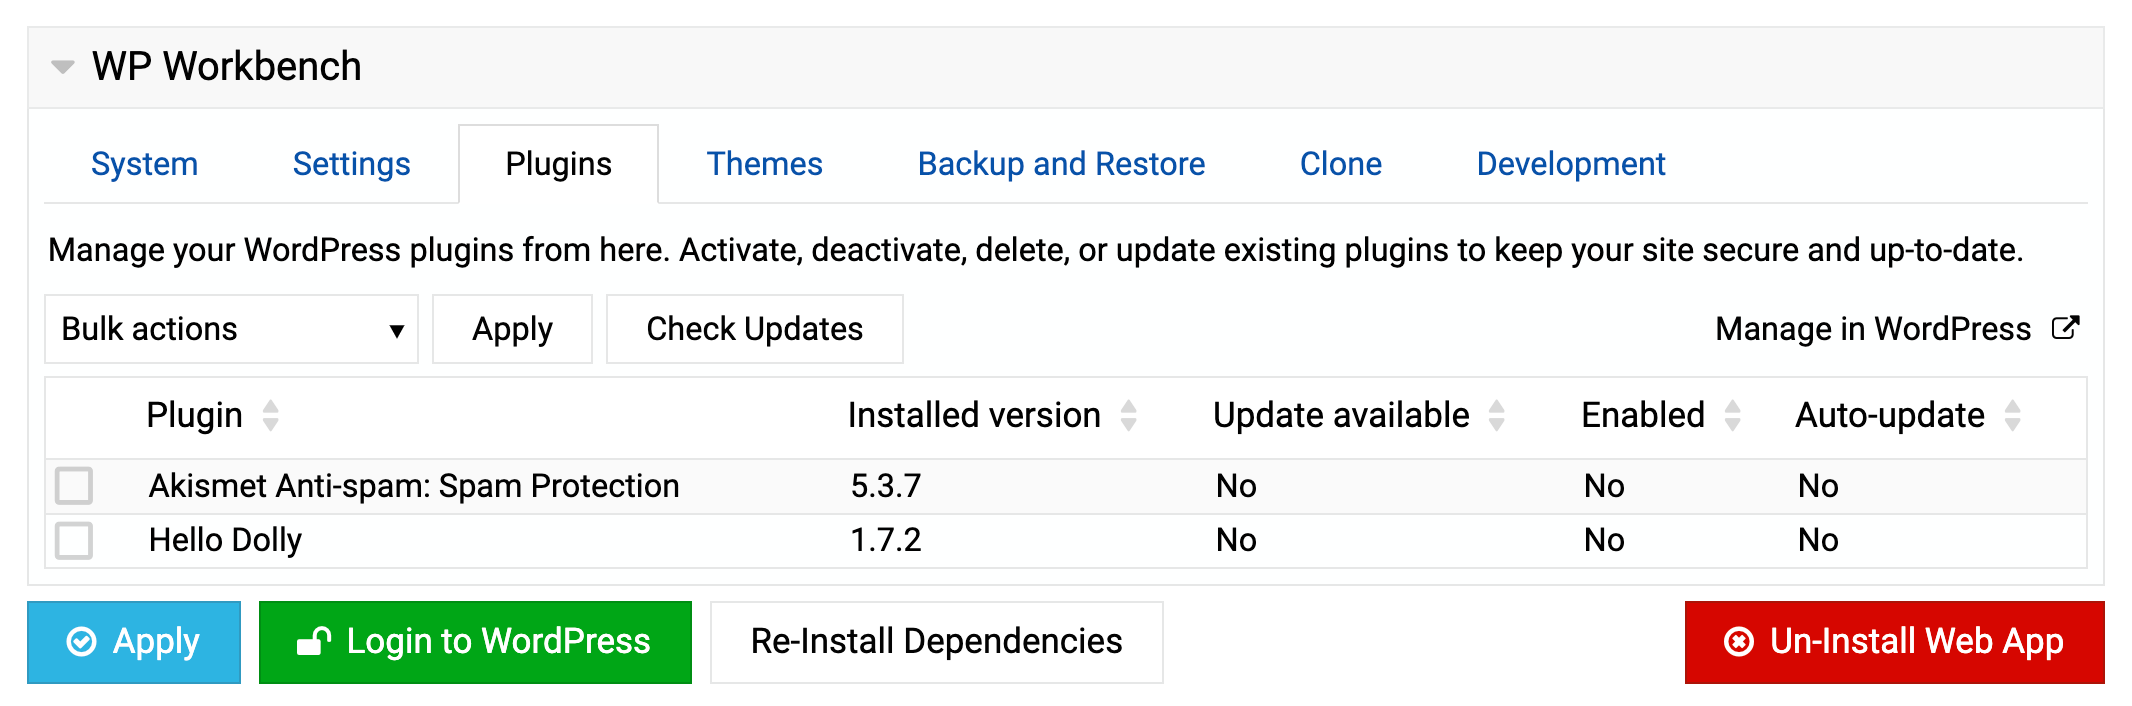 WP Workbench
System Settings Plugins Themes Backup and Restore Clone Development
Manage your WordPress plugins from here. Activate, deactivate, delete, or update existing plugins to keep your site secure and up-to-date.
Bulk actions Apply Check Updates Manage in WordPress
Plugin Installed version Update available Enabled Auto-update
Akismet Anti-spam: Spam Protection 5.3.7 No No No
Hello Dolly 1.7.2 No No No
Apply Login to WordPress Re-Install Dependencies Un-Install Web App